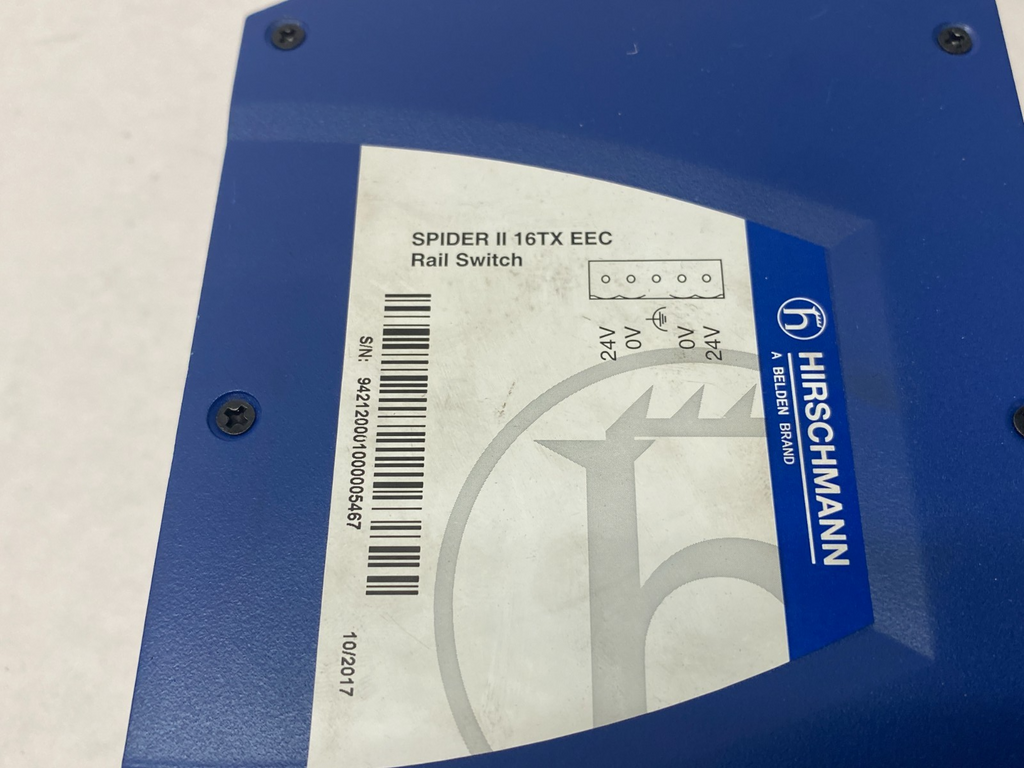 SPIDER II 16TX EEC
Rail Switch
24V
0V
0V
24V
S/N: 942120001000005467
10/2017
h
HIRSCHMANN
A BELDEN BRAND